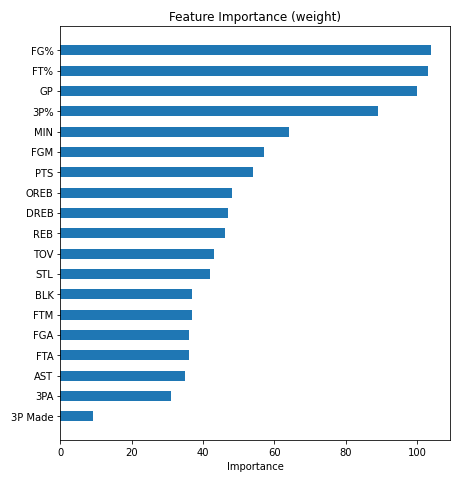 Feature Importance (weight)
FG%
FT%
GP
3P%
MIN
FGM
PTS
OREB
DREB
REB
TOV
STL
BLK
FTM
FGA
FTA
AST
3PA
3P Made
0 20 40 60 80 100
Importance